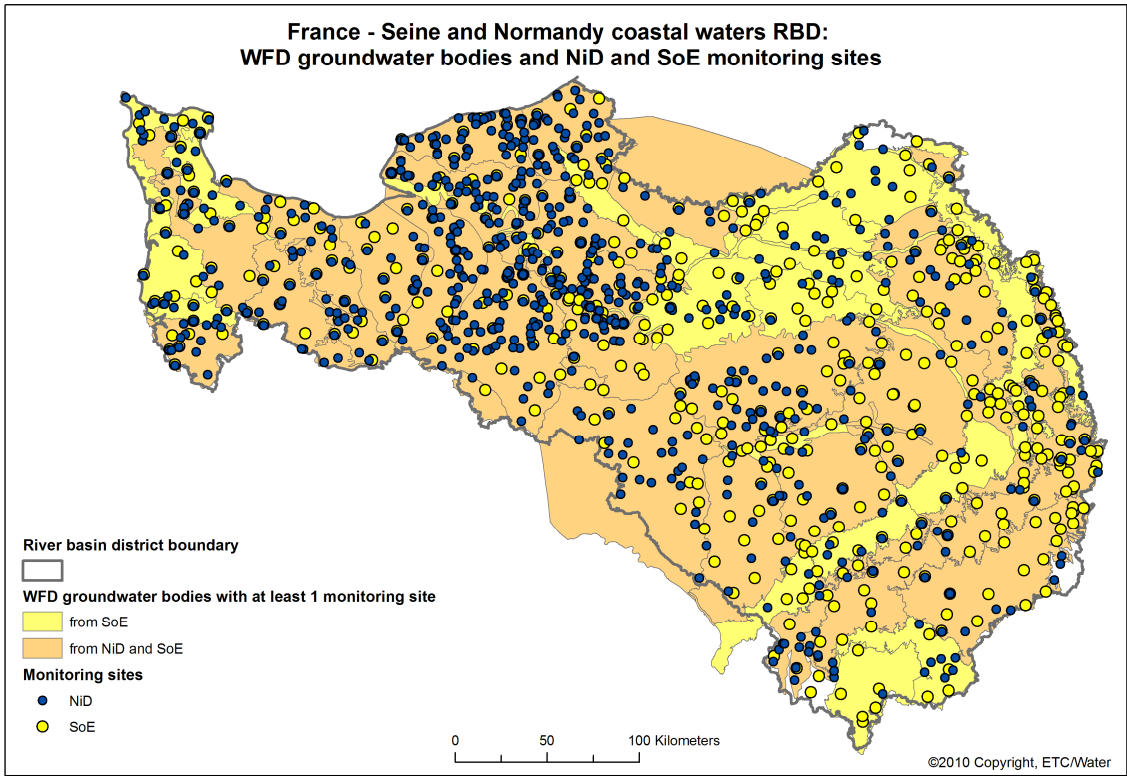 France - Seine and Normandy coastal waters RBD:
WFD groundwater bodies and NiD and SoE monitoring sites
River basin district boundary
WFD groundwater bodies with at least 1 monitoring site
from SoE
from NiD and SoE
Monitoring sites
NiD
SoE
0 50 100 Kilometers
©2010 Copyright, ETC/Water